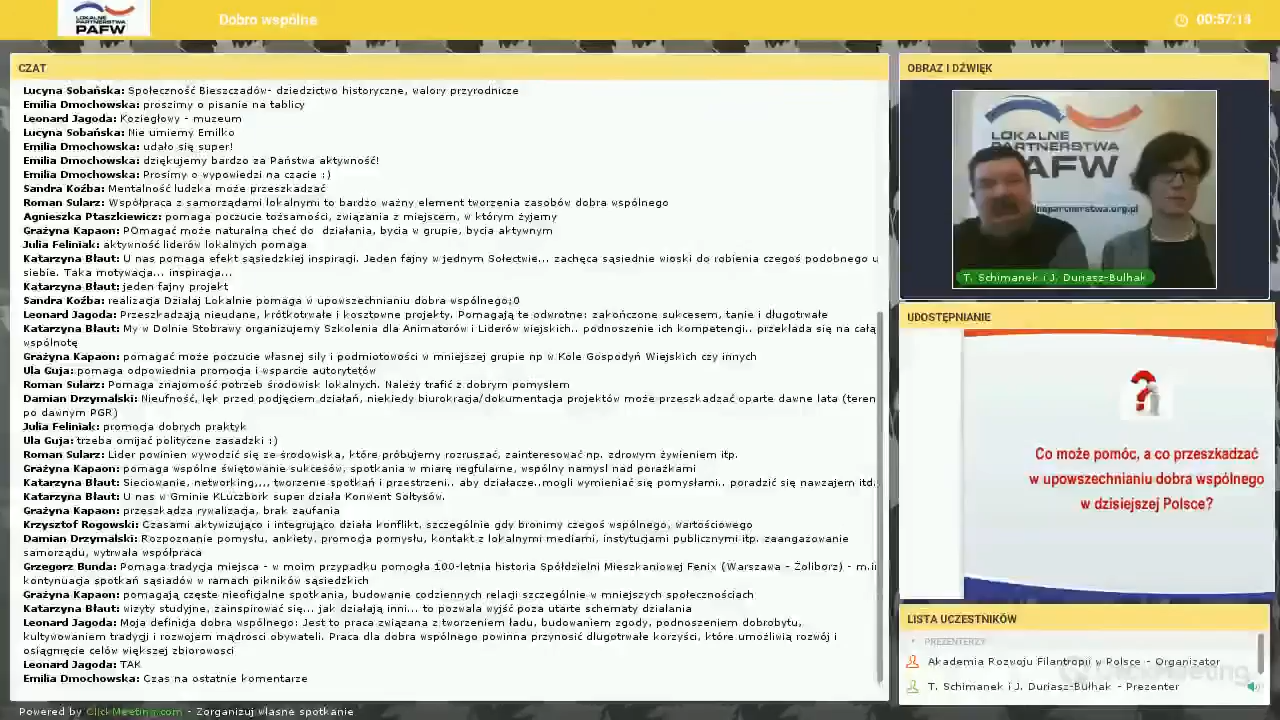 LOKALNE
PARTNERSTWA
PAFW
Dobro wspólne
00:57:18
CZAT
Lucyna Sobańska: Społeczność Bieszczadów- dziedzictwo historyczne, walory przyrodnicze
Emilia Dmochowska: prosimy o pisanie na tablicy
Leonard Jagoda: Koziegłowy - muzeum
Lucyna Sobańska: Nie umiemy Emilko
Emilia Dmochowska: udało się super!
Emilia Dmochowska: dziękujemy bardzo za Państwa aktywność!
Emilia Dmochowska: Prosimy o wypowiedzi na czacie :)
Sandra Koźba: Mentalność ludzka może przeszkadzać
Roman Sularz: Współpraca z samorządami lokalnymi to bardzo ważny element tworzenia zasobów dobra wspólnego
Agnieszka Ptaszkiewicz: pomaga poczucie tożsamości, związania z miejscem, w którym żyjemy
Grażyna Kapaon: POmagać może naturalna cheć do działania, bycia w grupie, bycia aktywnym
Julia Feliniak: aktywność liderów lokalnych pomaga
Katarzyna Błaut: U nas pomaga efekt sąsiedzkiej inspiracji. Jeden fajny w jednym Sołectwie... zachęca sąsiednie wioski do robienia czegoś podobnego u
siebie. Taka motywacja... inspiracja...
Katarzyna Błaut: jeden fajny projekt
Sandra Koźba: realizacja Działaj Lokalnie pomaga w upowszechnianiu dobra wspólnego;0
Leonard Jagoda: Przeszkadzają nieudane, krótkotrwałe i kosztowne projekty. Pomagają te odwrotne: zakończone sukcesem, tanie i długotrwałe
Katarzyna Błaut: My w Dolnie Stobrawy organizujemy Szkolenia dla Animatorów i Liderów wiejskich.. podnoszenie ich kompetencji.. przekłada się na całą
wspólnotę
Grażyna Kapaon: pomagać może poczucie własnej siły i podmiotowości w mniejszej grupie np w Kole Gospodyń Wiejskich czy innych
Ula Guja: pomaga odpowiednia promocja i wsparcie autorytetów
Roman Sularz: Pomaga znajomość potrzeb środowisk lokalnych. Należy trafić z dobrym pomysłem
Damian Drzymalski: Nieufność, lęk przed podjęciem działań, niekiedy biurokracja/dokumentacja projektów może przeszkadzać oparte dawne lata (teren
po dawnym PGR)
Julia Feliniak: promocja dobrych praktyk
Ula Guja: trzeba omijać polityczne zasadzki :)
Roman Sularz: Lider powinien wywodzić się ze środowiska, które próbujemy rozruszać, zainteresować np. zdrowym żywieniem itp.
Grażyna Kapaon: pomaga wspólne świętowanie sukcesów, spotkania w miarę regfularne, wspólny namysł nad porażkami
Katarzyna Błaut: Sieciowanie, networking,,,, tworzenie spotkań i przestrzeni.. aby działacze..mogli wymieniać się pomysłami.. poradzić się nawzajem itd.
Katarzyna Błaut: U nas w Gminie KLuczbork super działa Konwent Sołtysów.
Grażyna Kapaon: przeszkadza rywalizacja, brak zaufania
Krzysztof Rogowski: Czasami aktywizująco i integrująco działa konflikt, szczególnie gdy bronimy czegoś wspólnego, wartościowego
Damian Drzymalski: Rozpoznanie pomysłu, ankiety, promocja pomysłu, kontakt z lokalnymi mediami, instytucjami publicznymi itp. zaangażowanie
samorządu, wytrwała współpraca
Grzegorz Bunda: Pomaga tradycja miejsca - w moim przypadku pomogła 100-letnia historia Spółdzielni Mieszkaniowej Fenix (Warszawa - Żoliborz) - m.in
kontynuacja spotkań sąsiadów w ramach pikników sąsiedzkich
Grażyna Kapaon: pomagają częste nieoficjalne spotkania, budowanie codziennych relacji szczególnie w mniejszych społecznościach
Katarzyna Błaut: wizyty studyjne, zainspirować się... jak działają inni... to pozwala wyjść poza utarte schematy działania
Leonard Jagoda: Moja definicja dobra wspólnego: Jest to praca związana z tworzeniem ładu, budowaniem zgody, podnoszeniem dobrobytu,
kultywowaniem tradycji i rozwojem mądrości obywateli. Praca dla dobra wspólnego powinna przynosić długotrwałe korzyści, które umożliwią rozwój i
osiągnięcie celów większej zbiorowości
Leonard Jagoda: TAK
Emilia Dmochowska: Czas na ostatnie komentarze
Powered by ClickMeeting.com - Zorganizuj własne spotkanie
OBRAZ I DŹWIĘK
LOKALNE
PARTNERSTWA
PAFW
partnerstwa.org.pl
T. Schimanek i J. Duriasz-Bułhak
UDOSTĘPNIANIE
Co może pomóc, a co przeszkadzać
w upowszechnianiu dobra wspólnego
w dzisiejszej Polsce?
LISTA UCZESTNIKÓW
PREZENTERZY
Akademia Rozwoju Filantropii w Polsce - Organizator
T. Schimanek i J. Duriasz-Bułhak - Prezenter
ClickMeeting